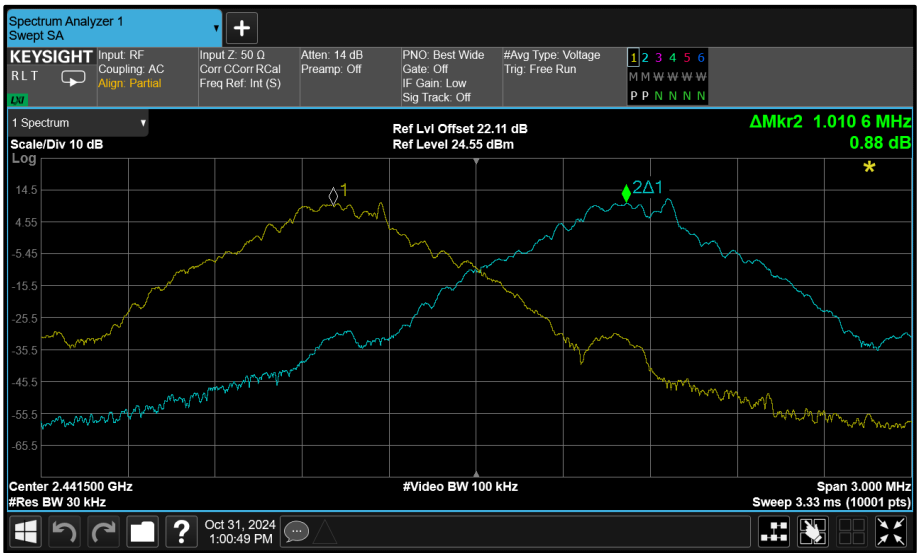 Spectrum Analyzer 1
Swept SA
+
KEYSIGHT Input: RF Input Z: 50 Ω Atten: 14 dB PNO: Best Wide #Avg Type: Voltage 1 2 3 4 5 6
RLT Coupling: AC Corr CCorr RCal Preamp: Off Gate: Off Trig: Free Run M M W W W W
Align: Partial Freq Ref: Int (S) IF Gain: Low P P N N N N
LXI Sig Track: Off
1 Spectrum Ref Lvl Offset 22.11 dB ΔMkr2 1.010 6 MHz
Scale/Div 10 dB Ref Level 24.55 dBm 0.88 dB
Log
*
1 2Δ1
14.5
4.55
-5.45
-15.5
-25.5
-35.5
-45.5
-55.5
-65.5
Center 2.441500 GHz #Video BW 100 kHz Span 3.000 MHz
#Res BW 30 kHz Sweep 3.33 ms (10001 pts)
? Oct 31, 2024
1:00:49 PM